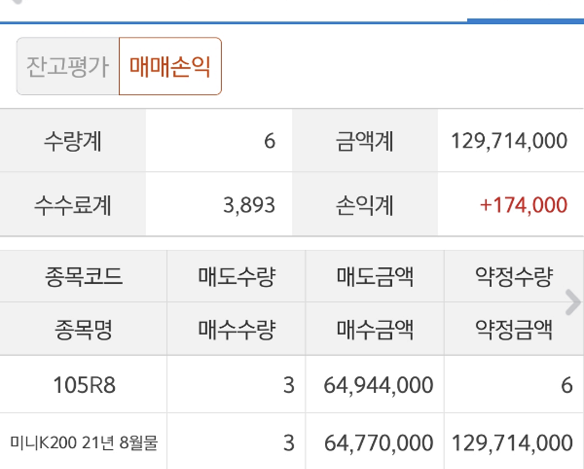 잔고평가 매매손익
수량계 6 금액계 129,714,000
수수료계 3,893 손익계 +174,000
종목코드 매도수량 매도금액 약정수량
종목명 매수수량 매수금액 약정금액
105R8 3 64,944,000 6
미니K200 21년 8월물 3 64,770,000 129,714,000